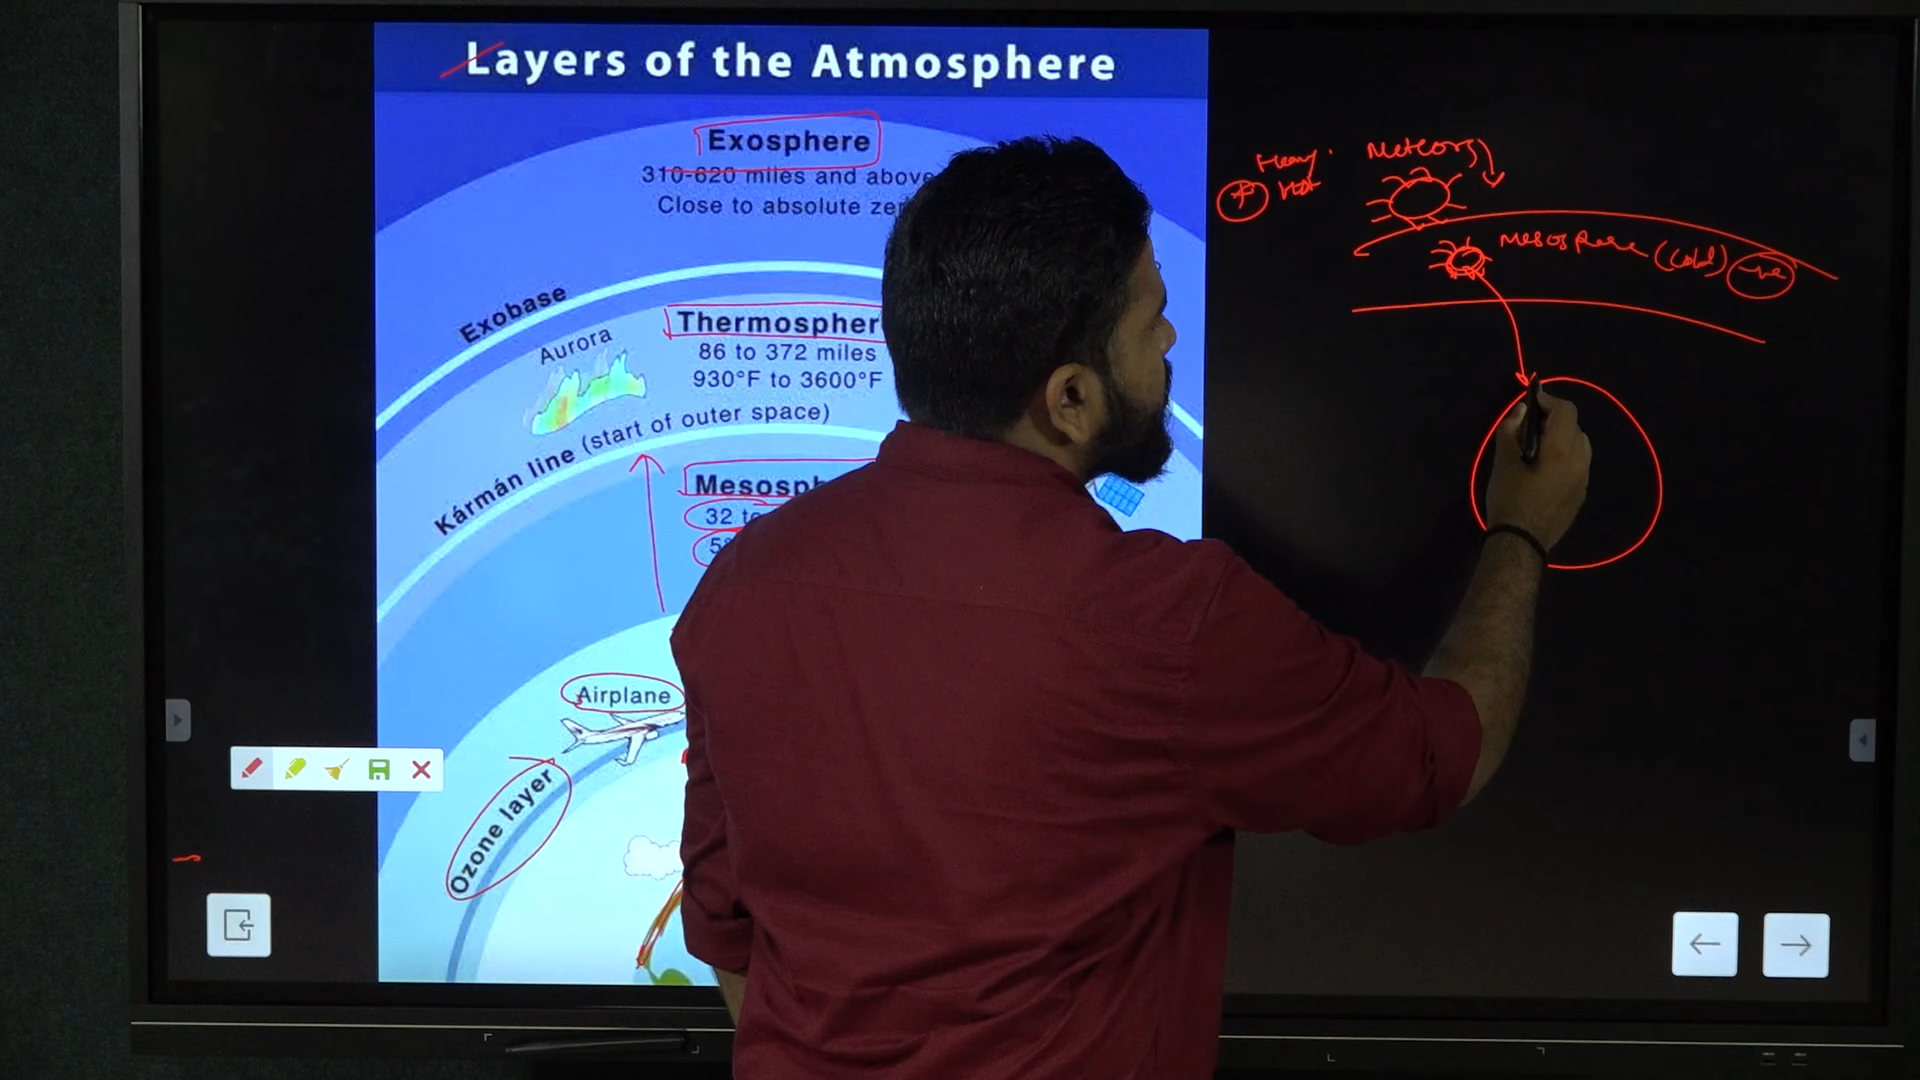 Layers of the Atmosphere
Exosphere
310-620 miles and above
Close to absolute
Exobase
Aurora
Thermospher
86 to 372 miles
930°F to 3600°F
Kármán line (start of outer space)
Mesosph
32 to
Airplane
Ozone layer
Meteors
Heavy
Hot
Mesosphere (cold) -ve